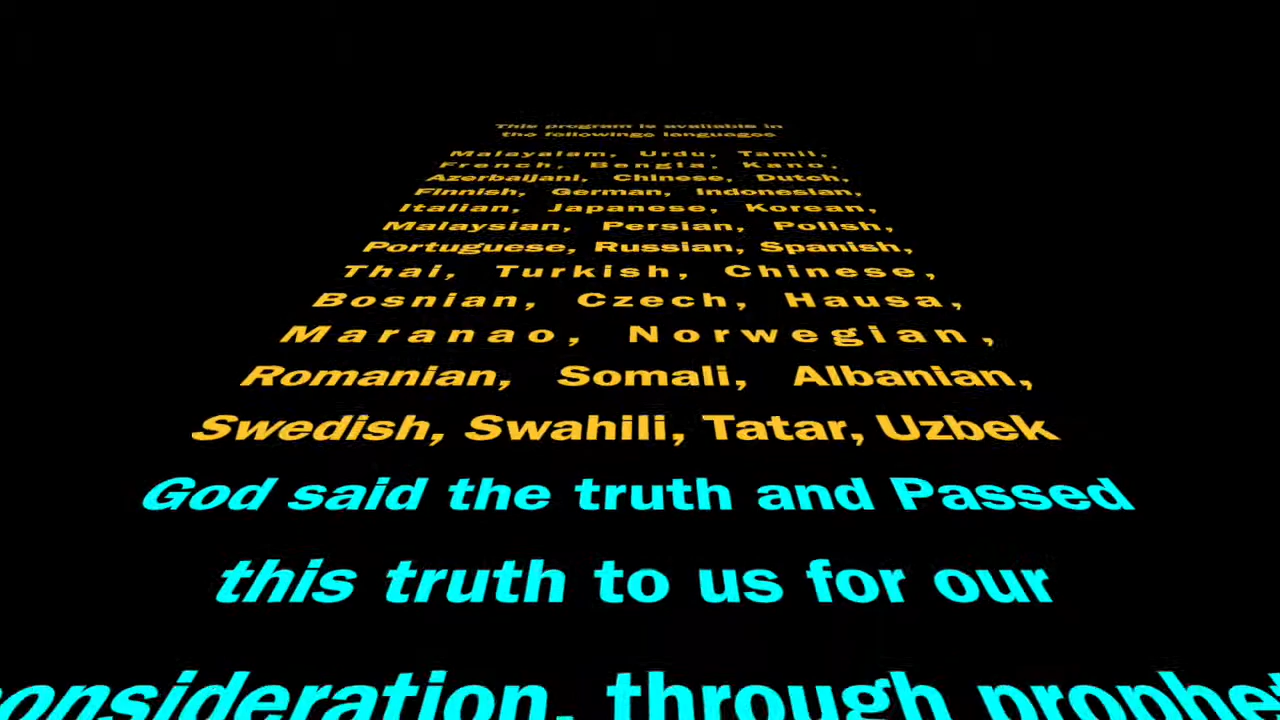 This program is available in
the followingo languages
Malayalam, Urdu, Tamil,
French, Bengla, Kano,
Azerbaijani, Chinese, Dutch,
Finnish, German, Indonesian,
Italian, Japanese, Korean,
Malaysian, Persian, Polish,
Portuguese, Russian, Spanish,
Thai, Turkish, Chinese,
Bosnian, Czech, Hausa,
Maranao, Norwegian,
Romanian, Somali, Albanian,
Swedish, Swahili, Tatar, Uzbek
God said the truth and Passed
this truth to us for our
consideration, through prophet